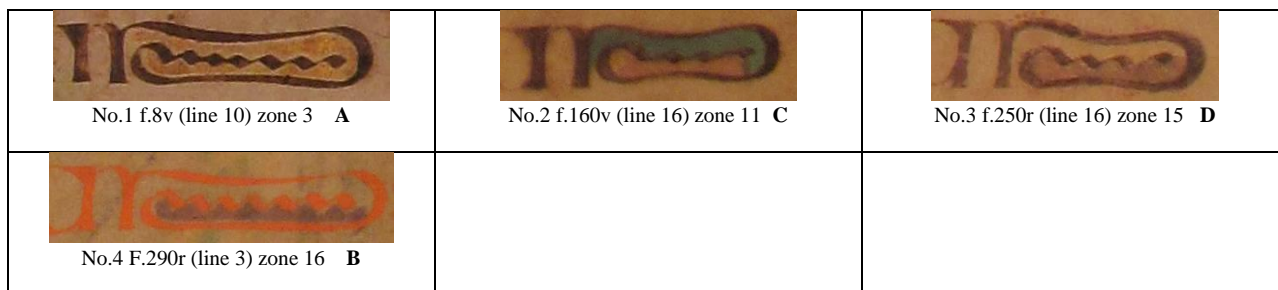 No.1 f.8v (line 10) zone 3 A
No.2 f.160v (line 16) zone 11 C
No.3 f.250r (line 16) zone 15 D
No.4 F.290r (line 3) zone 16 B